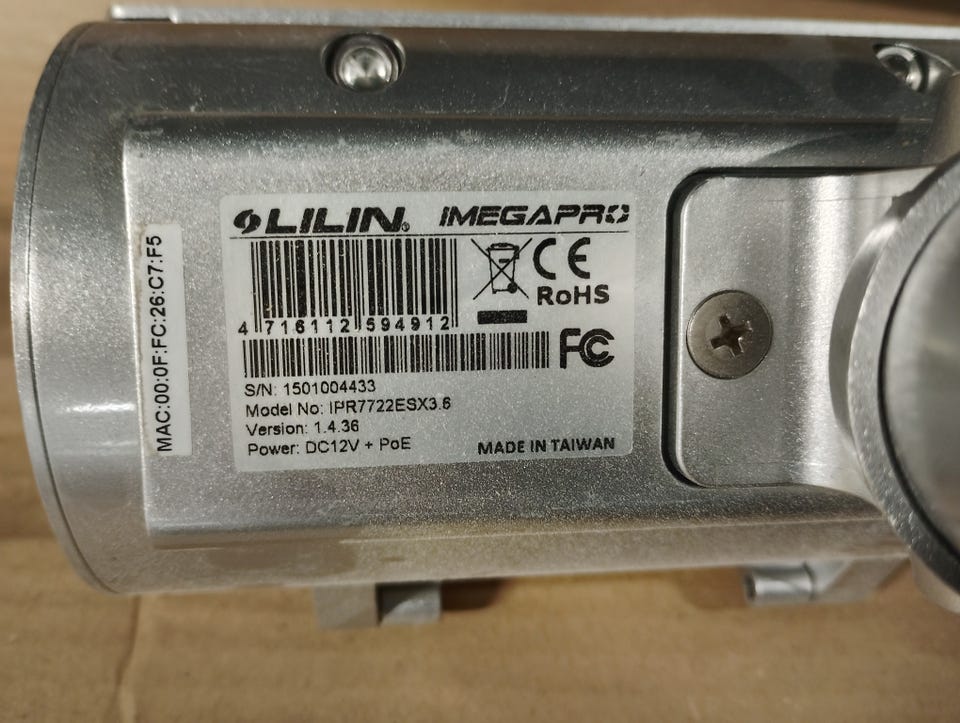 LILIN® IMEGAPRO
CE
RoHS
4 716112 594912
FC
S/N: 1501004433
Model No: IPR7722ESX3.6
Version: 1.4.36
Power: DC12V + PoE
MADE IN TAIWAN
MAC:00:0F:FC:26:C7:F5